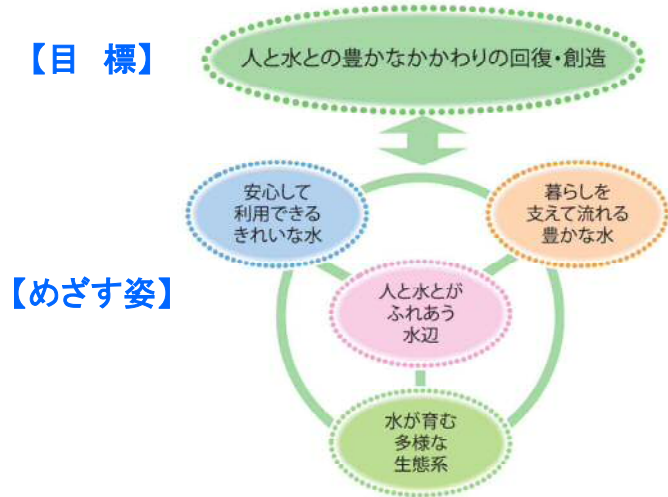 【目　標】
人と水との豊かなかかわりの回復・創造
安心して
利用できる
きれいな水
暮らしを
支えて流れる
豊かな水
【めざす姿】
人と水とが
ふれあう
水辺
水が育む
多様な
生態系